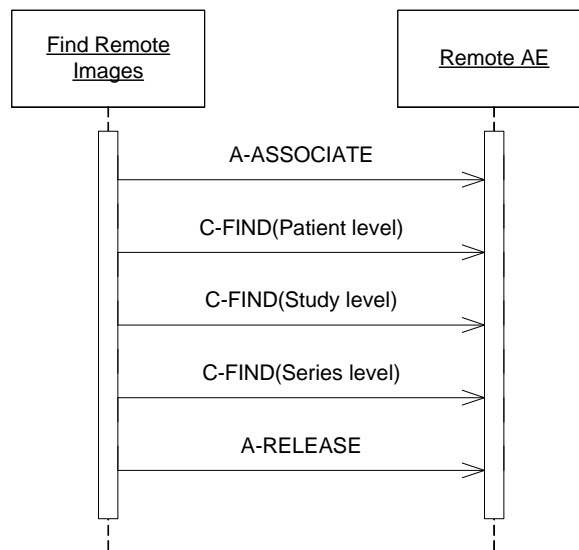 Find Remote
Images
Remote AE
A-ASSOCIATE
C-FIND(Patient level)
C-FIND(Study level)
C-FIND(Series level)
A-RELEASE